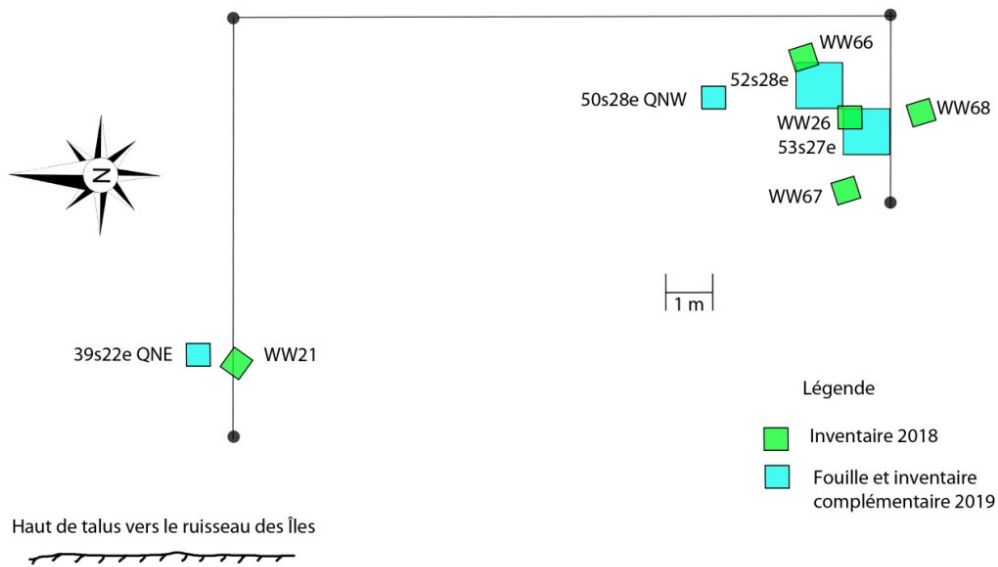 WW66
52s28e
50s28e QNW
WW68
WW26
53s27e
WW67
N
1 m
39s22e QNE
WW21
Légende
Inventaire 2018
Fouille et inventaire
complémentaire 2019
Haut de talus vers le ruisseau des Îles